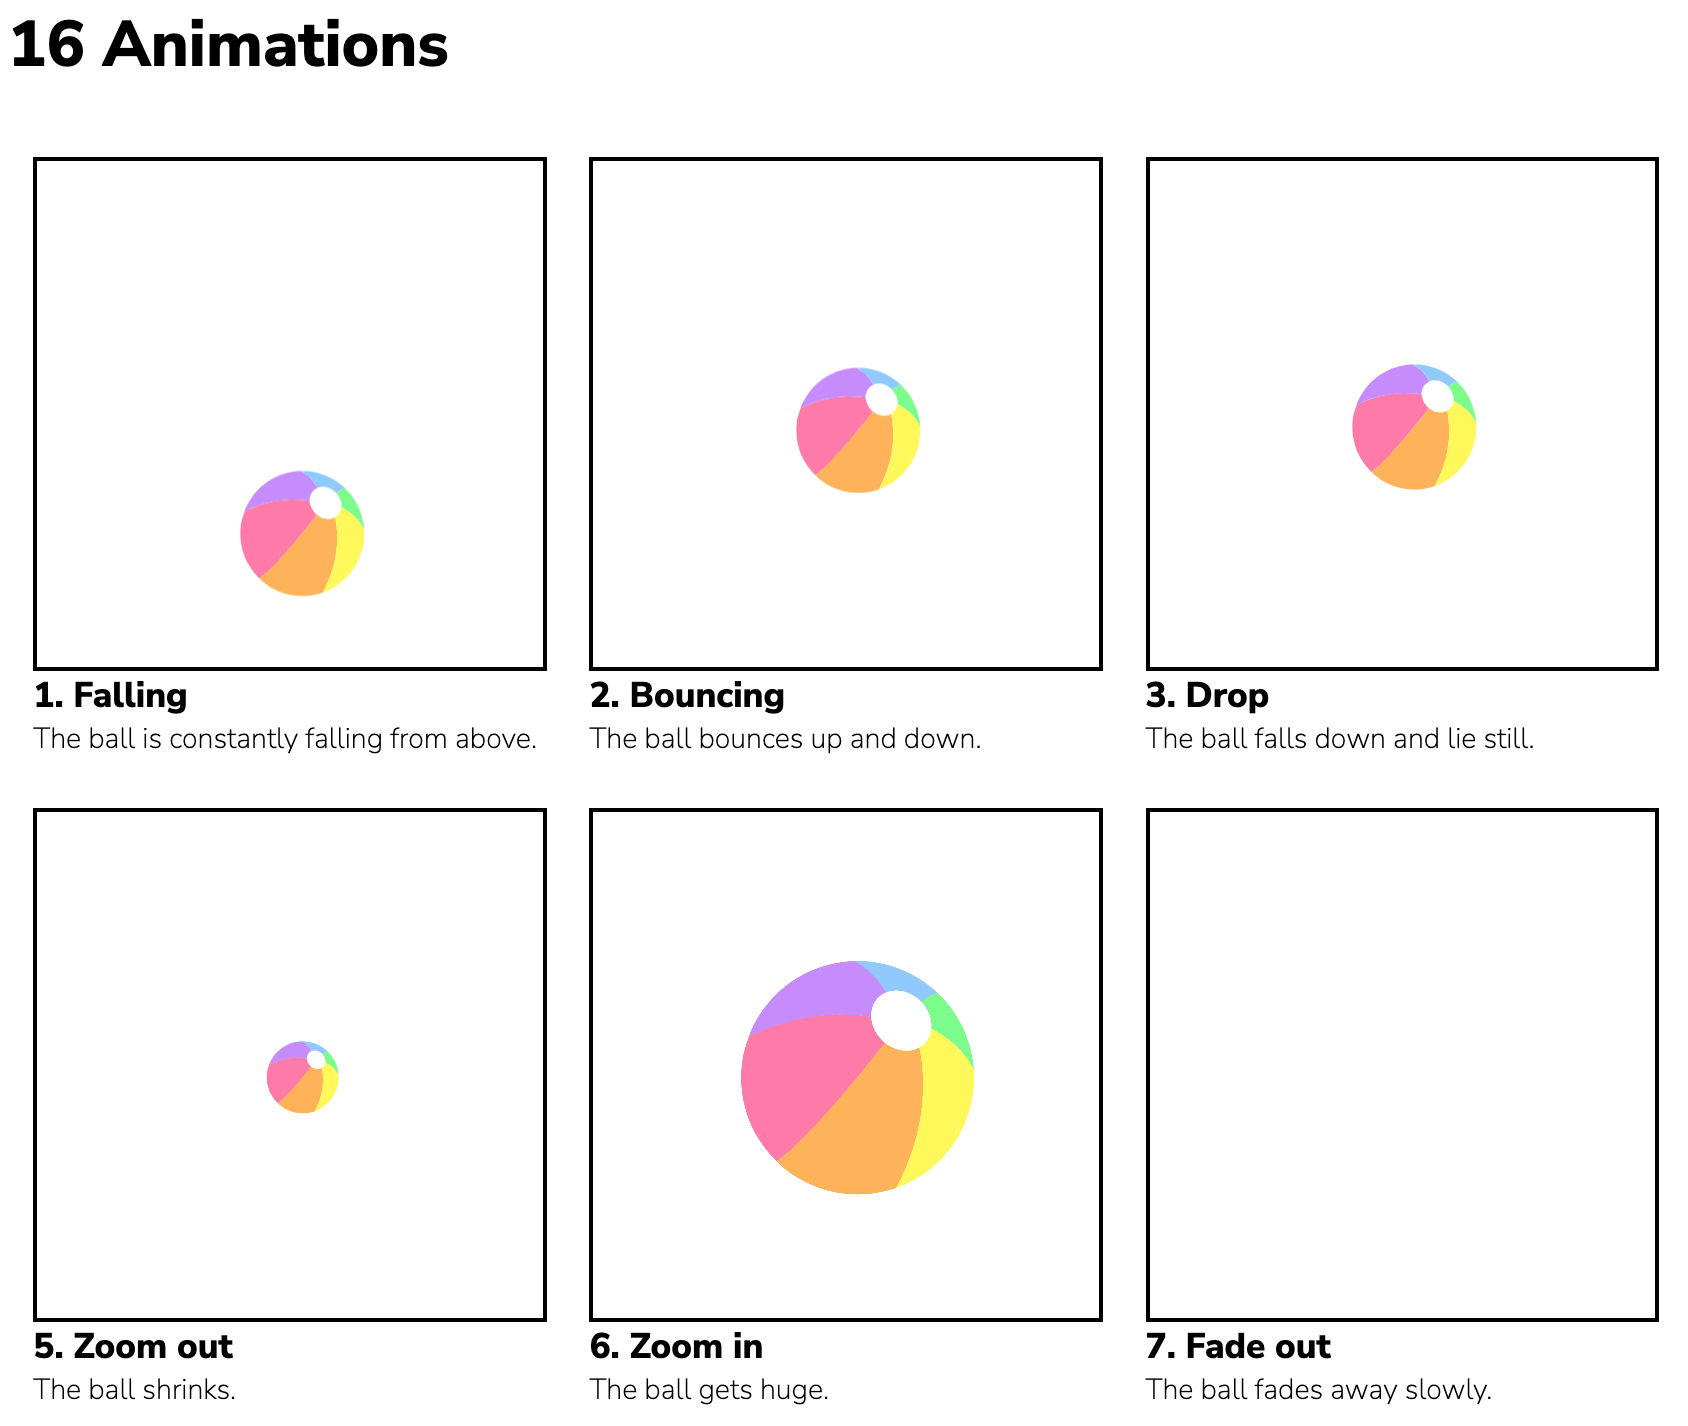 16 Animations
1. Falling
The ball is constantly falling from above.
2. Bouncing
The ball bounces up and down.
3. Drop
The ball falls down and lie still.
5. Zoom out
The ball shrinks.
6. Zoom in
The ball gets huge.
7. Fade out
The ball fades away slowly.